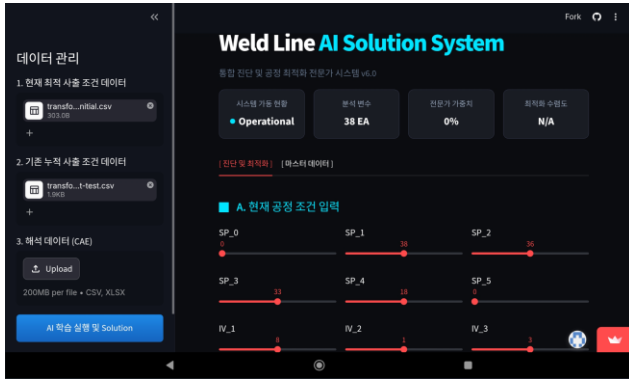 Fork
데이터 관리
1. 현재 최적 사출 조건 데이터
transfo...nitial.csv
303.0B
+
2. 기존 누적 사출 조건 데이터
transfo...t-test.csv
1.9KB
+
3. 해석 데이터 (CAE)
Upload
200MB per file • CSV, XLSX
AI 학습 실행 및 Solution
Weld Line AI Solution System
통합 진단 및 공정 최적화 전문가 시스템 v6.0
시스템 가동 현황
Operational
분석 변수
38 EA
전문가 가중치
0%
최적화 수렴도
N/A
[ 진단 및 최적화 ] [ 마스터 데이터 ]
A. 현재 공정 조건 입력
SP_0 SP_1 SP_2
0 38 36
SP_3 SP_4 SP_5
33 18 0
IV_1 IV_2 IV_3
8 1 3